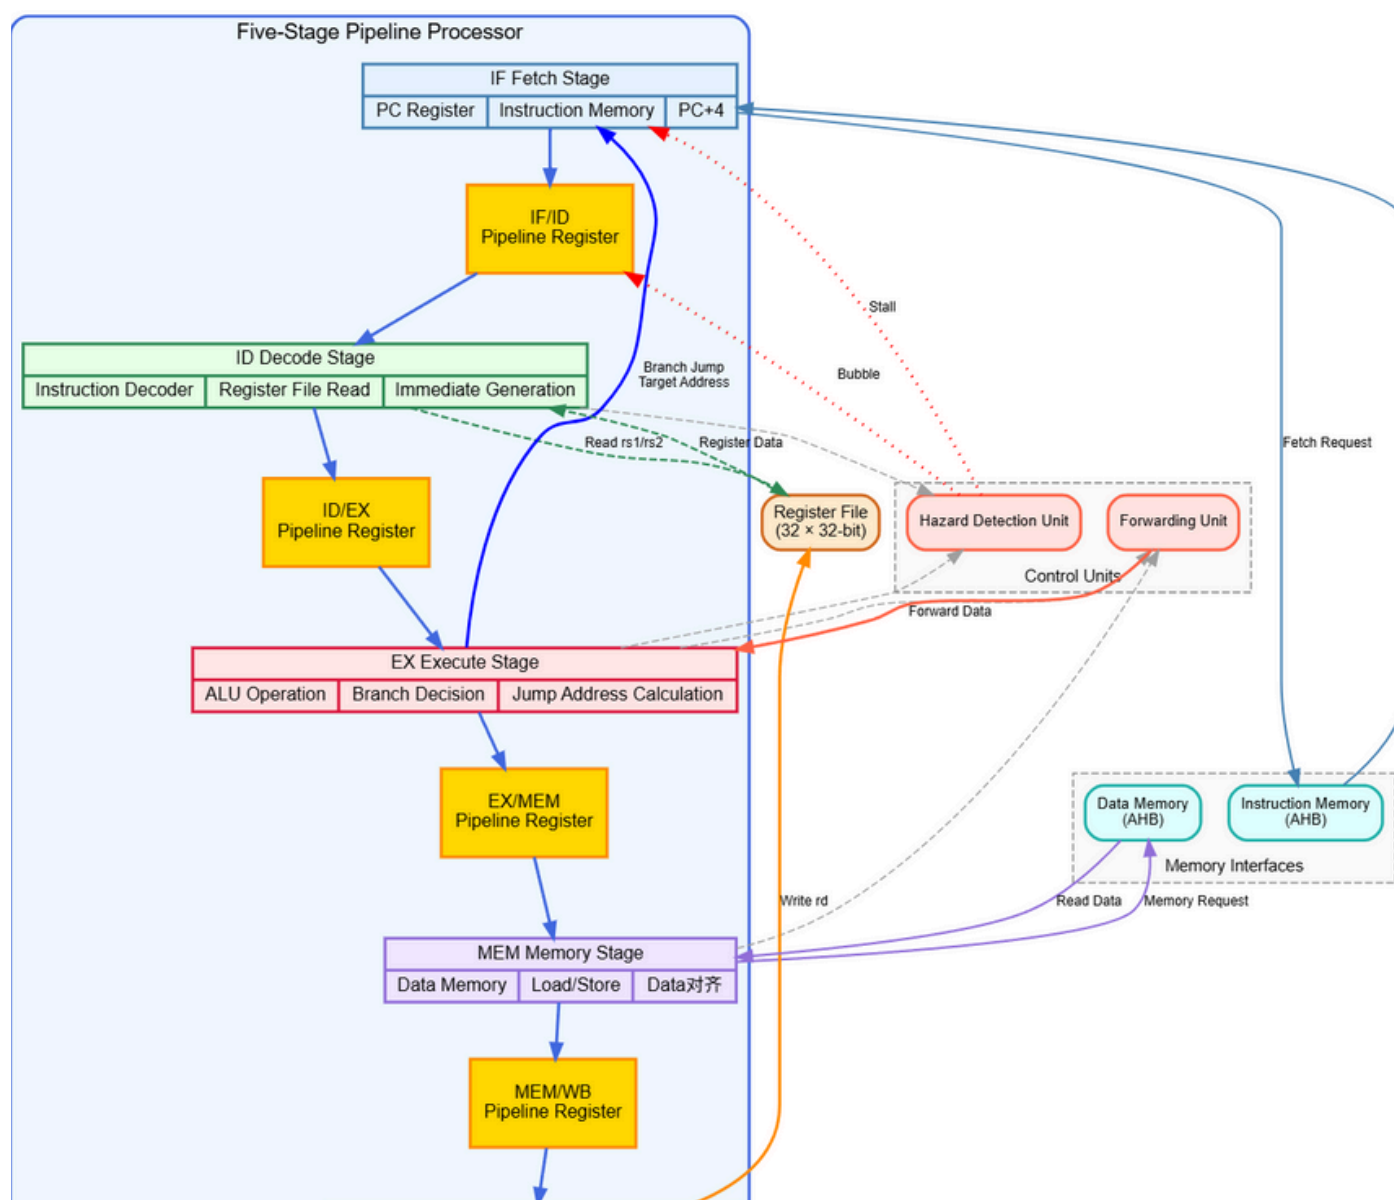 Five-Stage Pipeline Processor
IF Fetch Stage
PC Register
Instruction Memory
PC+4
IF/ID
Pipeline Register
Stall
Bubble
Branch Jump
Target Address
ID Decode Stage
Instruction Decoder
Register File Read
Immediate Generation
Read rs1/rs2
Register Data
Fetch Request
ID/EX
Pipeline Register
Register File
(32 × 32-bit)
Hazard Detection Unit
Forwarding Unit
Control Units
Forward Data
EX Execute Stage
ALU Operation
Branch Decision
Jump Address Calculation
EX/MEM
Pipeline Register
Data Memory
(AHB)
Instruction Memory
(AHB)
Memory Interfaces
Write rd
Read Data
Memory Request
MEM Memory Stage
Data Memory
Load/Store
Data对齐
MEM/WB
Pipeline Register